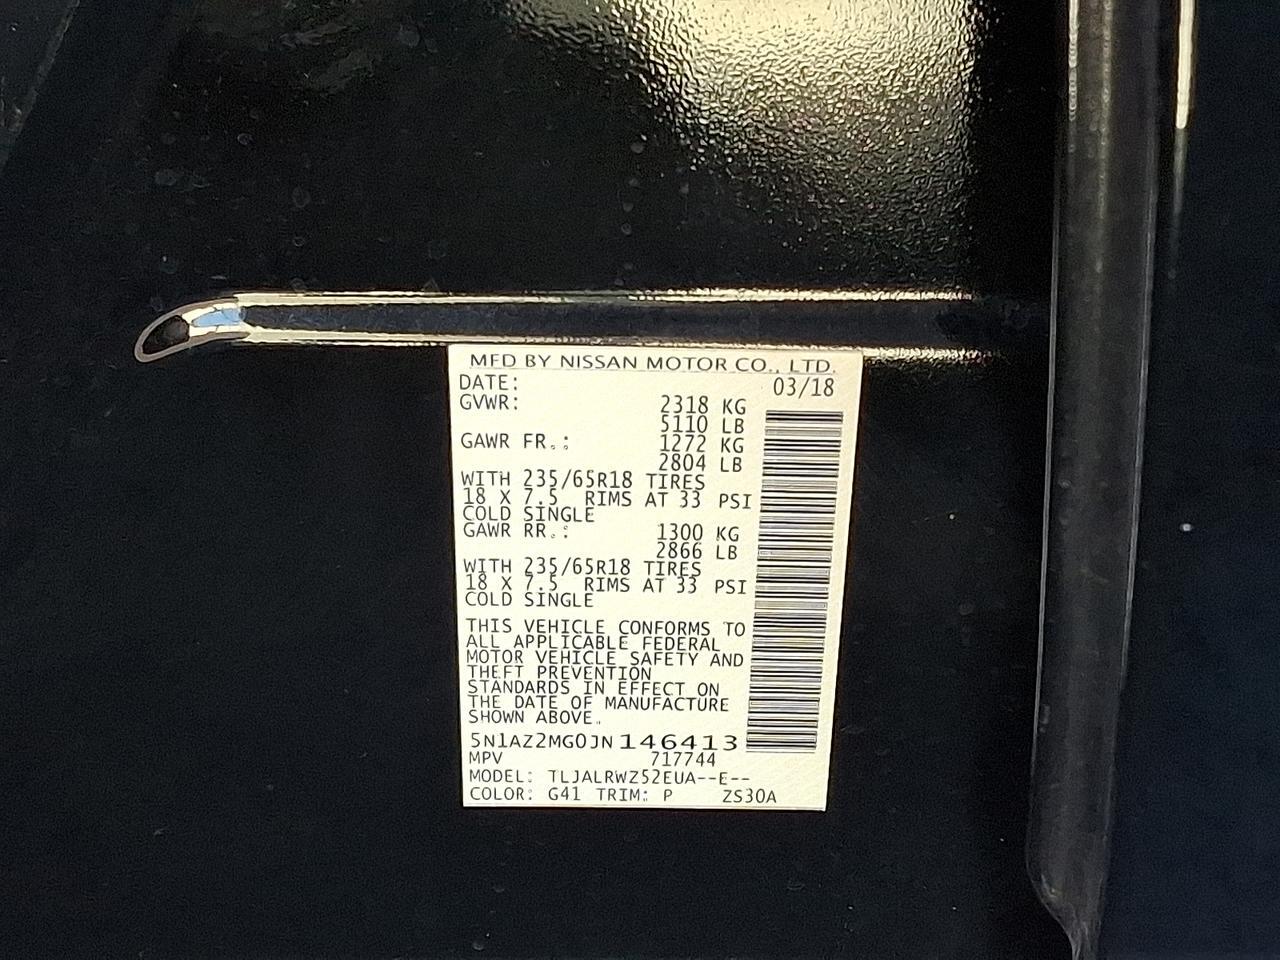 MFD BY NISSAN MOTOR CO., LTD.
DATE: 03/18
GVWR: 2318 KG
5110 LB
GAWR FR.: 1272 KG
2804 LB
WITH 235/65R18 TIRES
18 X 7.5 RIMS AT 33 PSI
COLD SINGLE
GAWR RR.: 1300 KG
2866 LB
WITH 235/65R18 TIRES
18 X 7.5 RIMS AT 33 PSI
COLD SINGLE
THIS VEHICLE CONFORMS TO
ALL APPLICABLE FEDERAL
MOTOR VEHICLE SAFETY AND
THEFT PREVENTION
STANDARDS IN EFFECT ON
THE DATE OF MANUFACTURE
SHOWN ABOVE.
5N1AZ2MG0JN146413
MPV 717744
MODEL: TLJALRWZ52EUA--E--
COLOR: G41 TRIM: P ZS30A